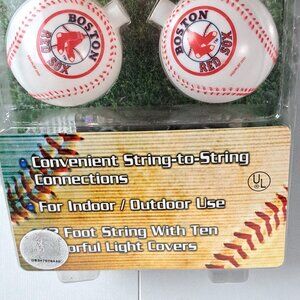 BOSTON
RED SOX
BOSTON
RED SOX
Convenient String-to-String
Connections
For Indoor / Outdoor Use
Foot String With Ten
Light Covers
UL